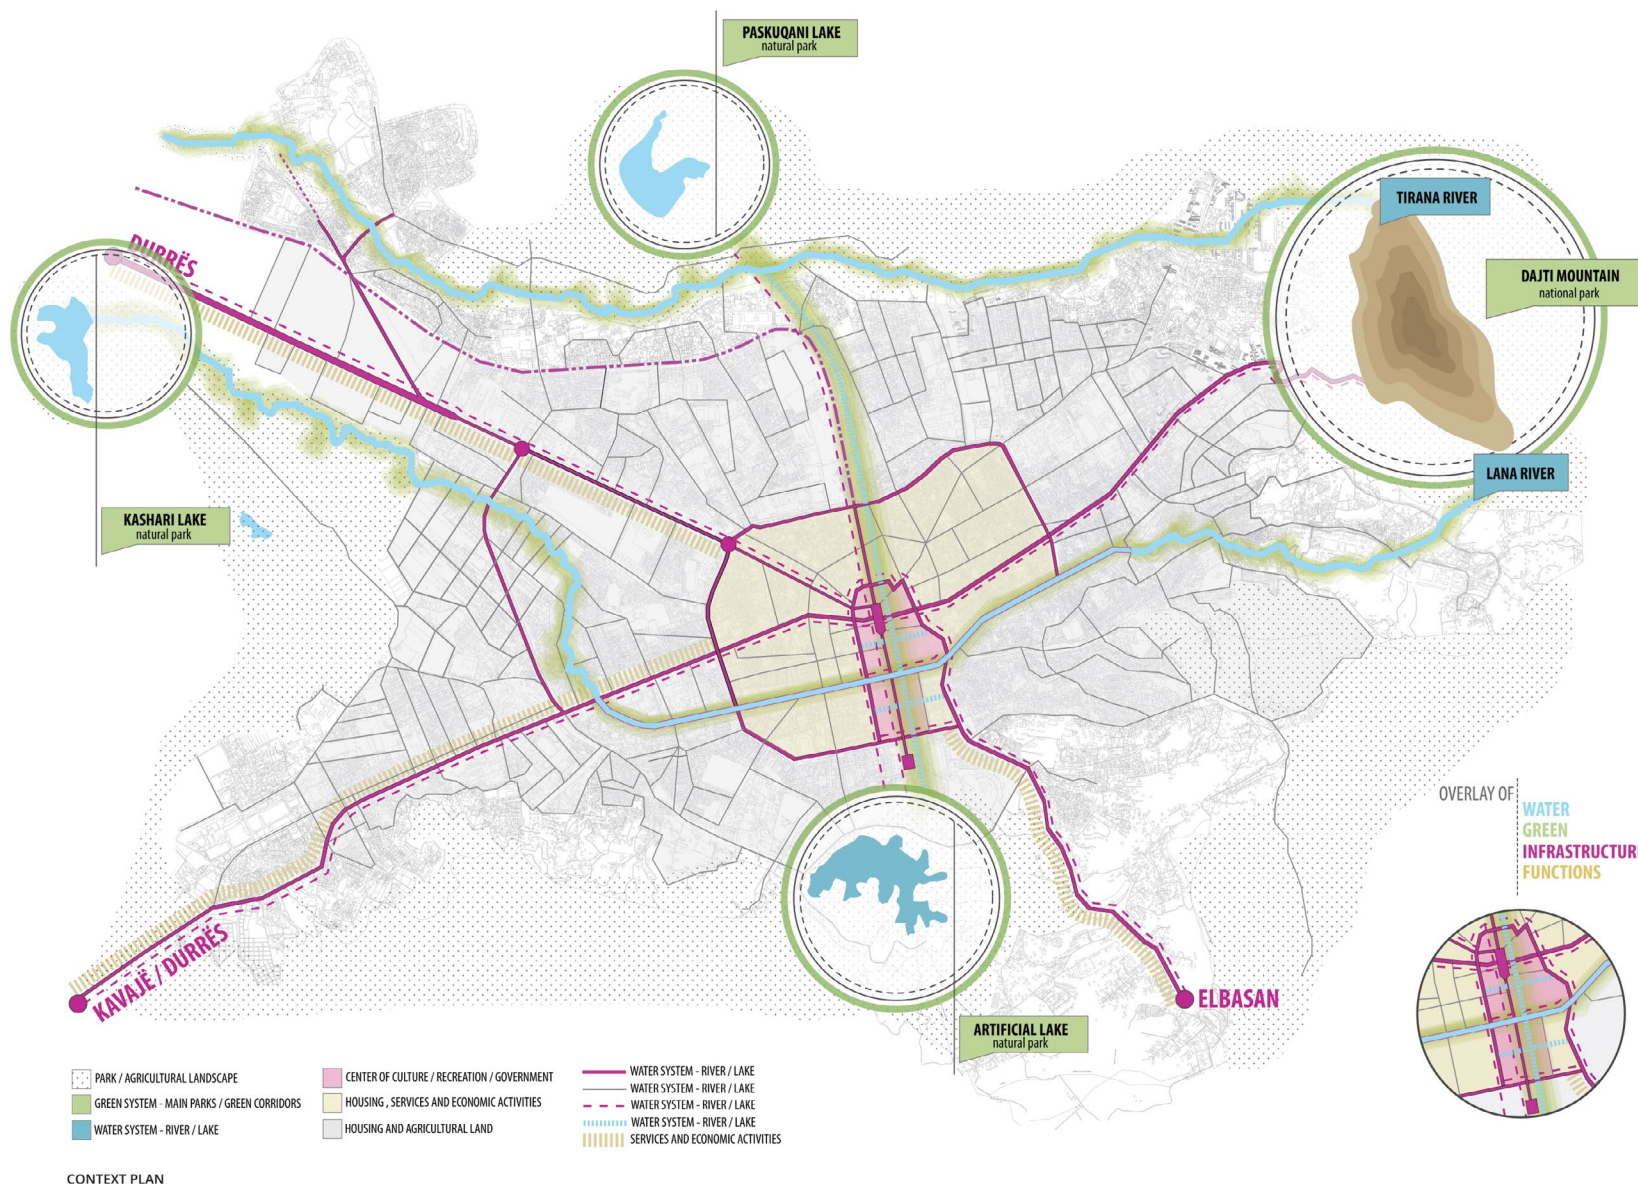 PASKUQANI LAKE
natural park
TIRANA RIVER
DURRËS
DAJTI MOUNTAIN
national park
LANA RIVER
KASHARI LAKE
natural park
OVERLAY OF
WATER
GREEN
INFRASTRUCTUR
FUNCTIONS
KAVAJË / DURRËS
ELBASAN
ARTIFICIAL LAKE
natural park
PARK / AGRICULTURAL LANDSCAPE
GREEN SYSTEM - MAIN PARKS / GREEN CORRIDORS
WATER SYSTEM - RIVER / LAKE
CENTER OF CULTURE / RECREATION / GOVERNMENT
HOUSING , SERVICES AND ECONOMIC ACTIVITIES
HOUSING AND AGRICULTURAL LAND
WATER SYSTEM - RIVER / LAKE
WATER SYSTEM - RIVER / LAKE
WATER SYSTEM - RIVER / LAKE
WATER SYSTEM - RIVER / LAKE
SERVICES AND ECONOMIC ACTIVITIES
CONTEXT PLAN